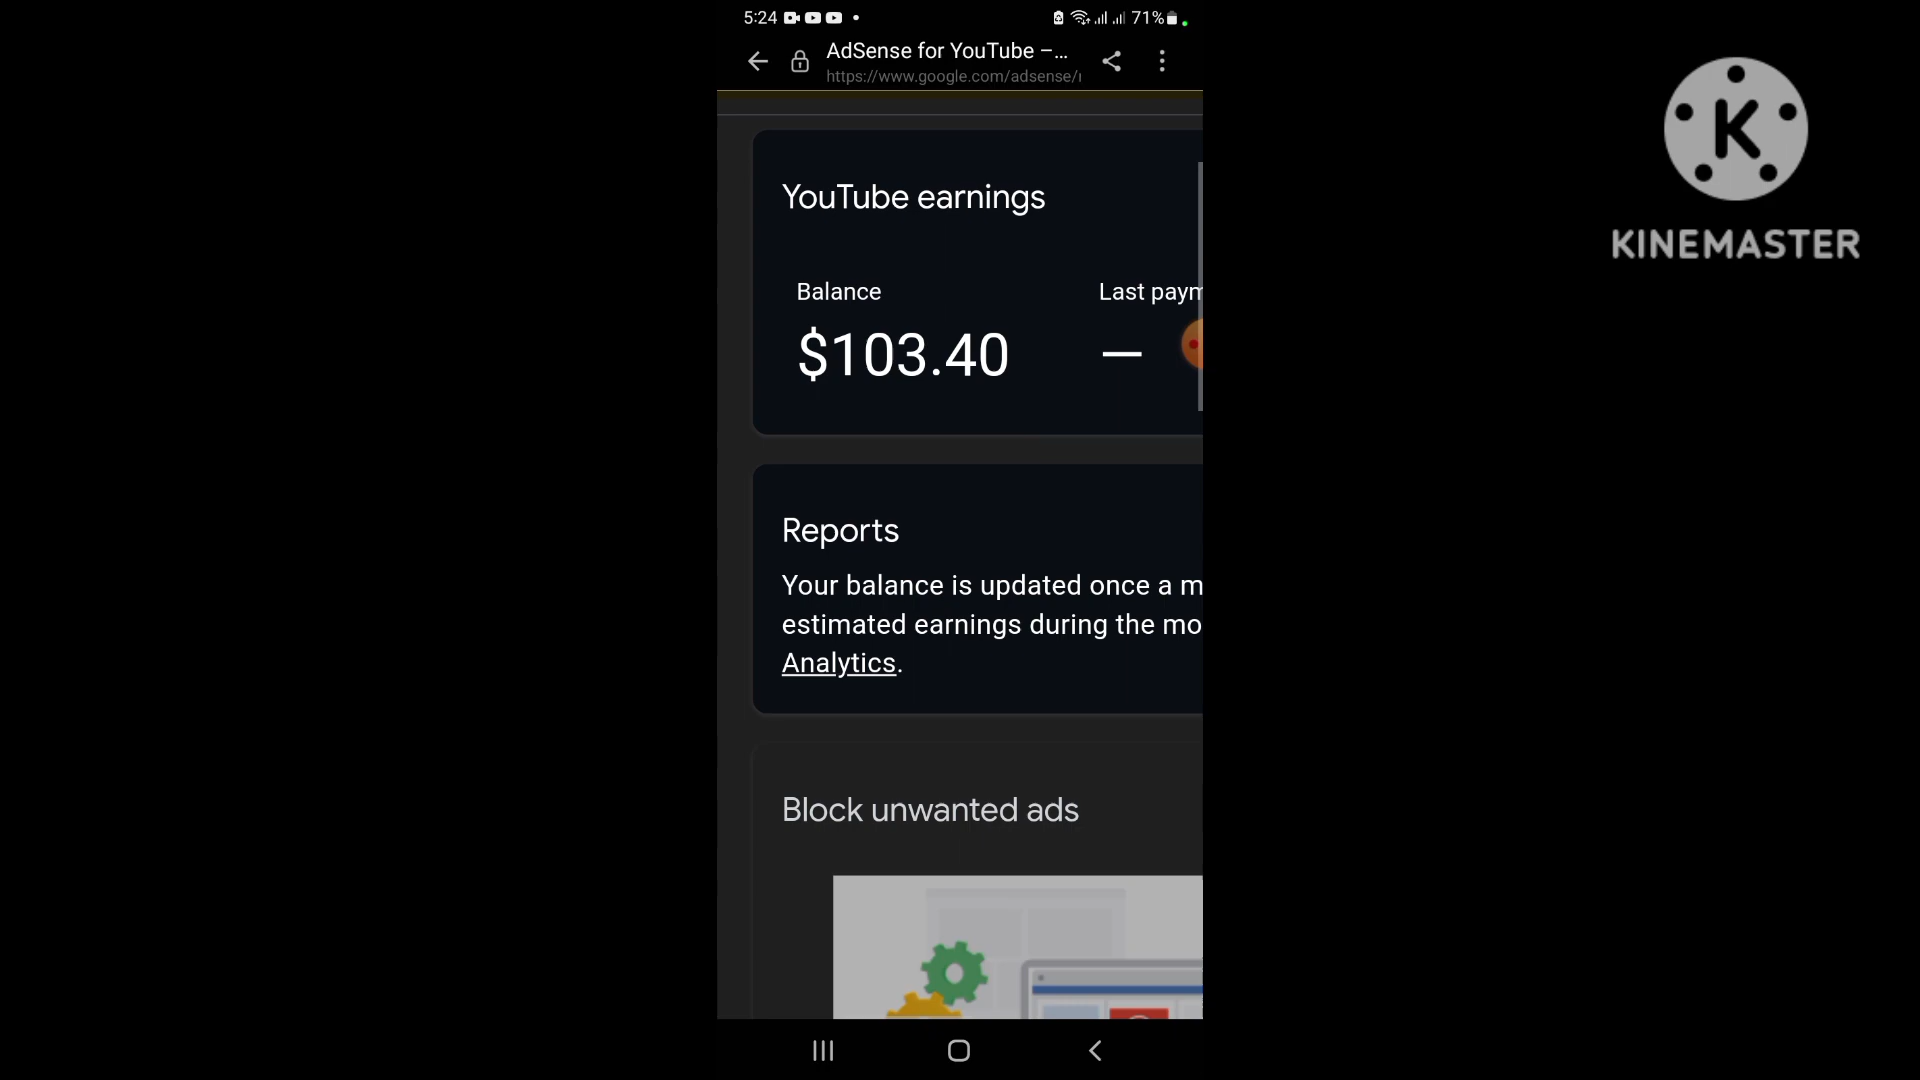 5:24
71%
AdSense for YouTube –...
https://www.google.com/adsense/
K
KINEMASTER
YouTube earnings
Balance
Last paym
$103.40
—
Reports
Your balance is updated once a m
estimated earnings during the mo
Analytics.
Block unwanted ads